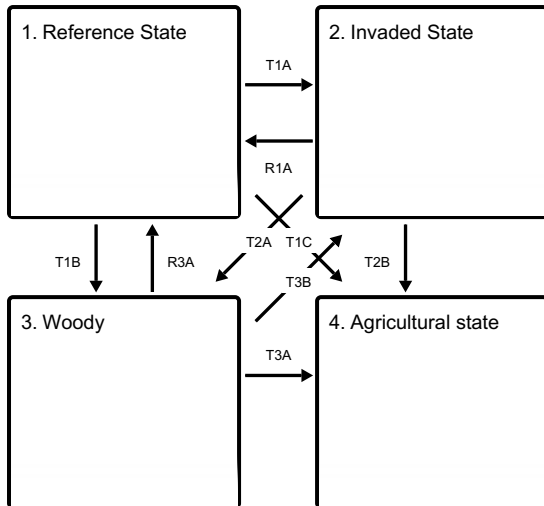 1. Reference State
2. Invaded State
T1A
R1A
T2A
T1C
T1B
R3A
T3B
T2B
3. Woody
4. Agricultural state
T3A